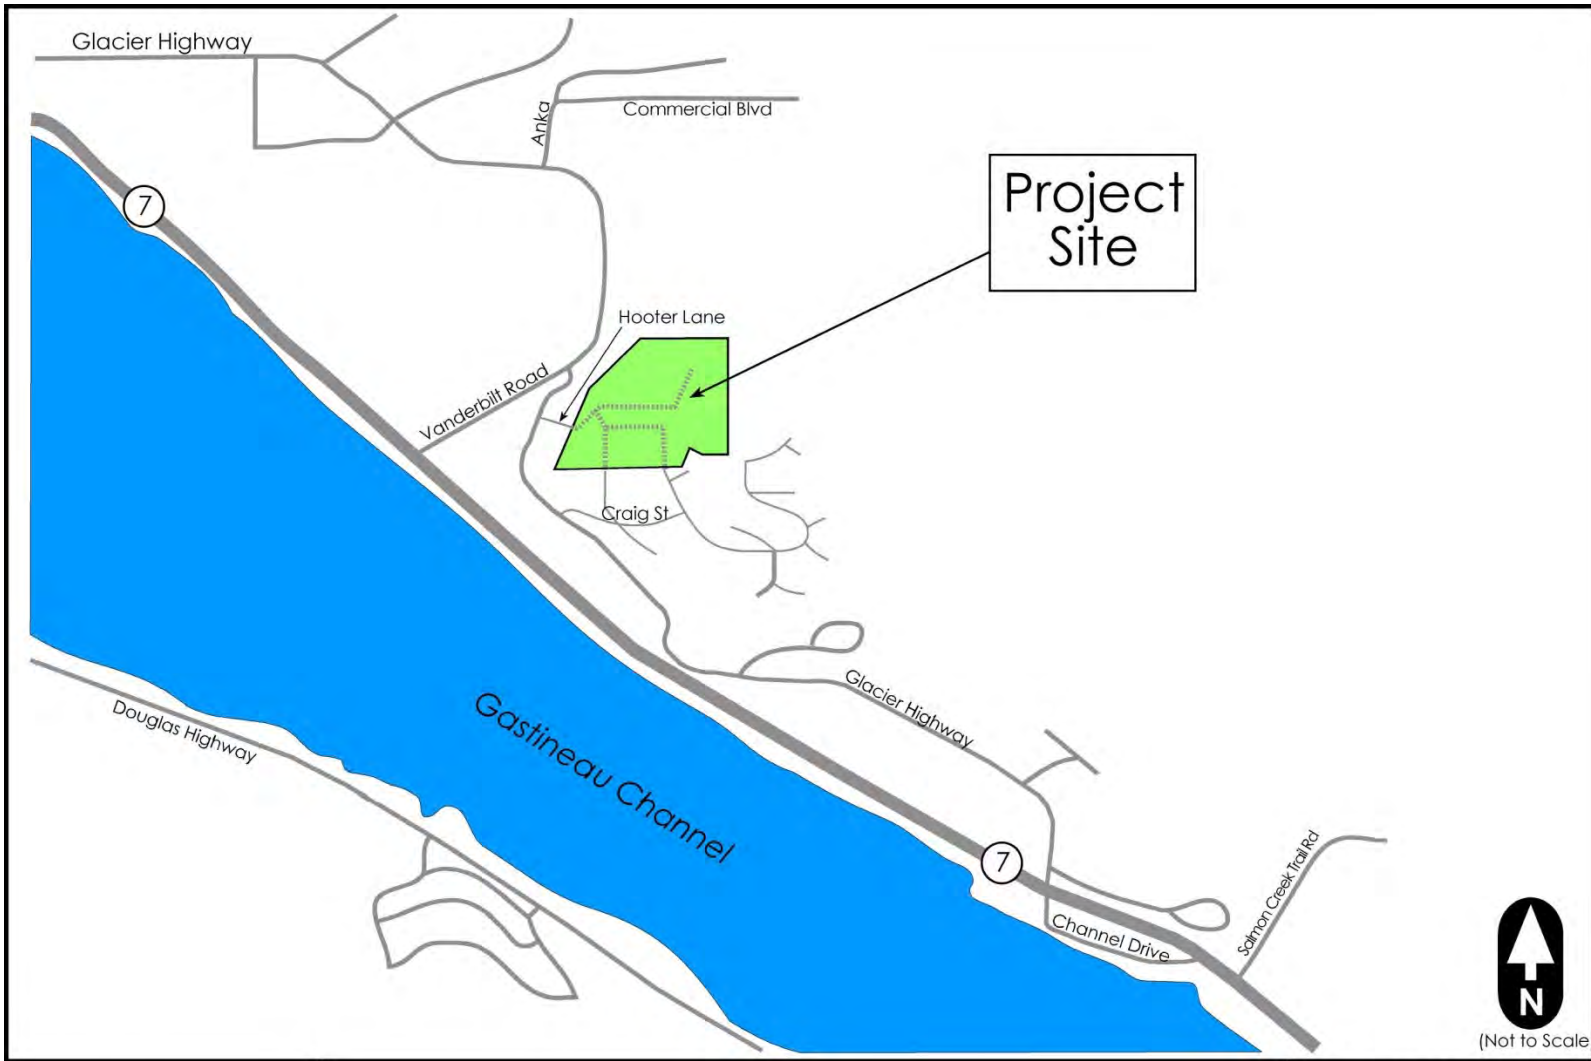 Glacier Highway
Anka
Commercial Blvd
Project
Site
7
Hooter Lane
Vanderbilt Road
Craig St
Glacier Highway
Douglas Highway
Gastineau Channel
7
Salmon Creek Trail Rd
Channel Drive
N
(Not to Scale